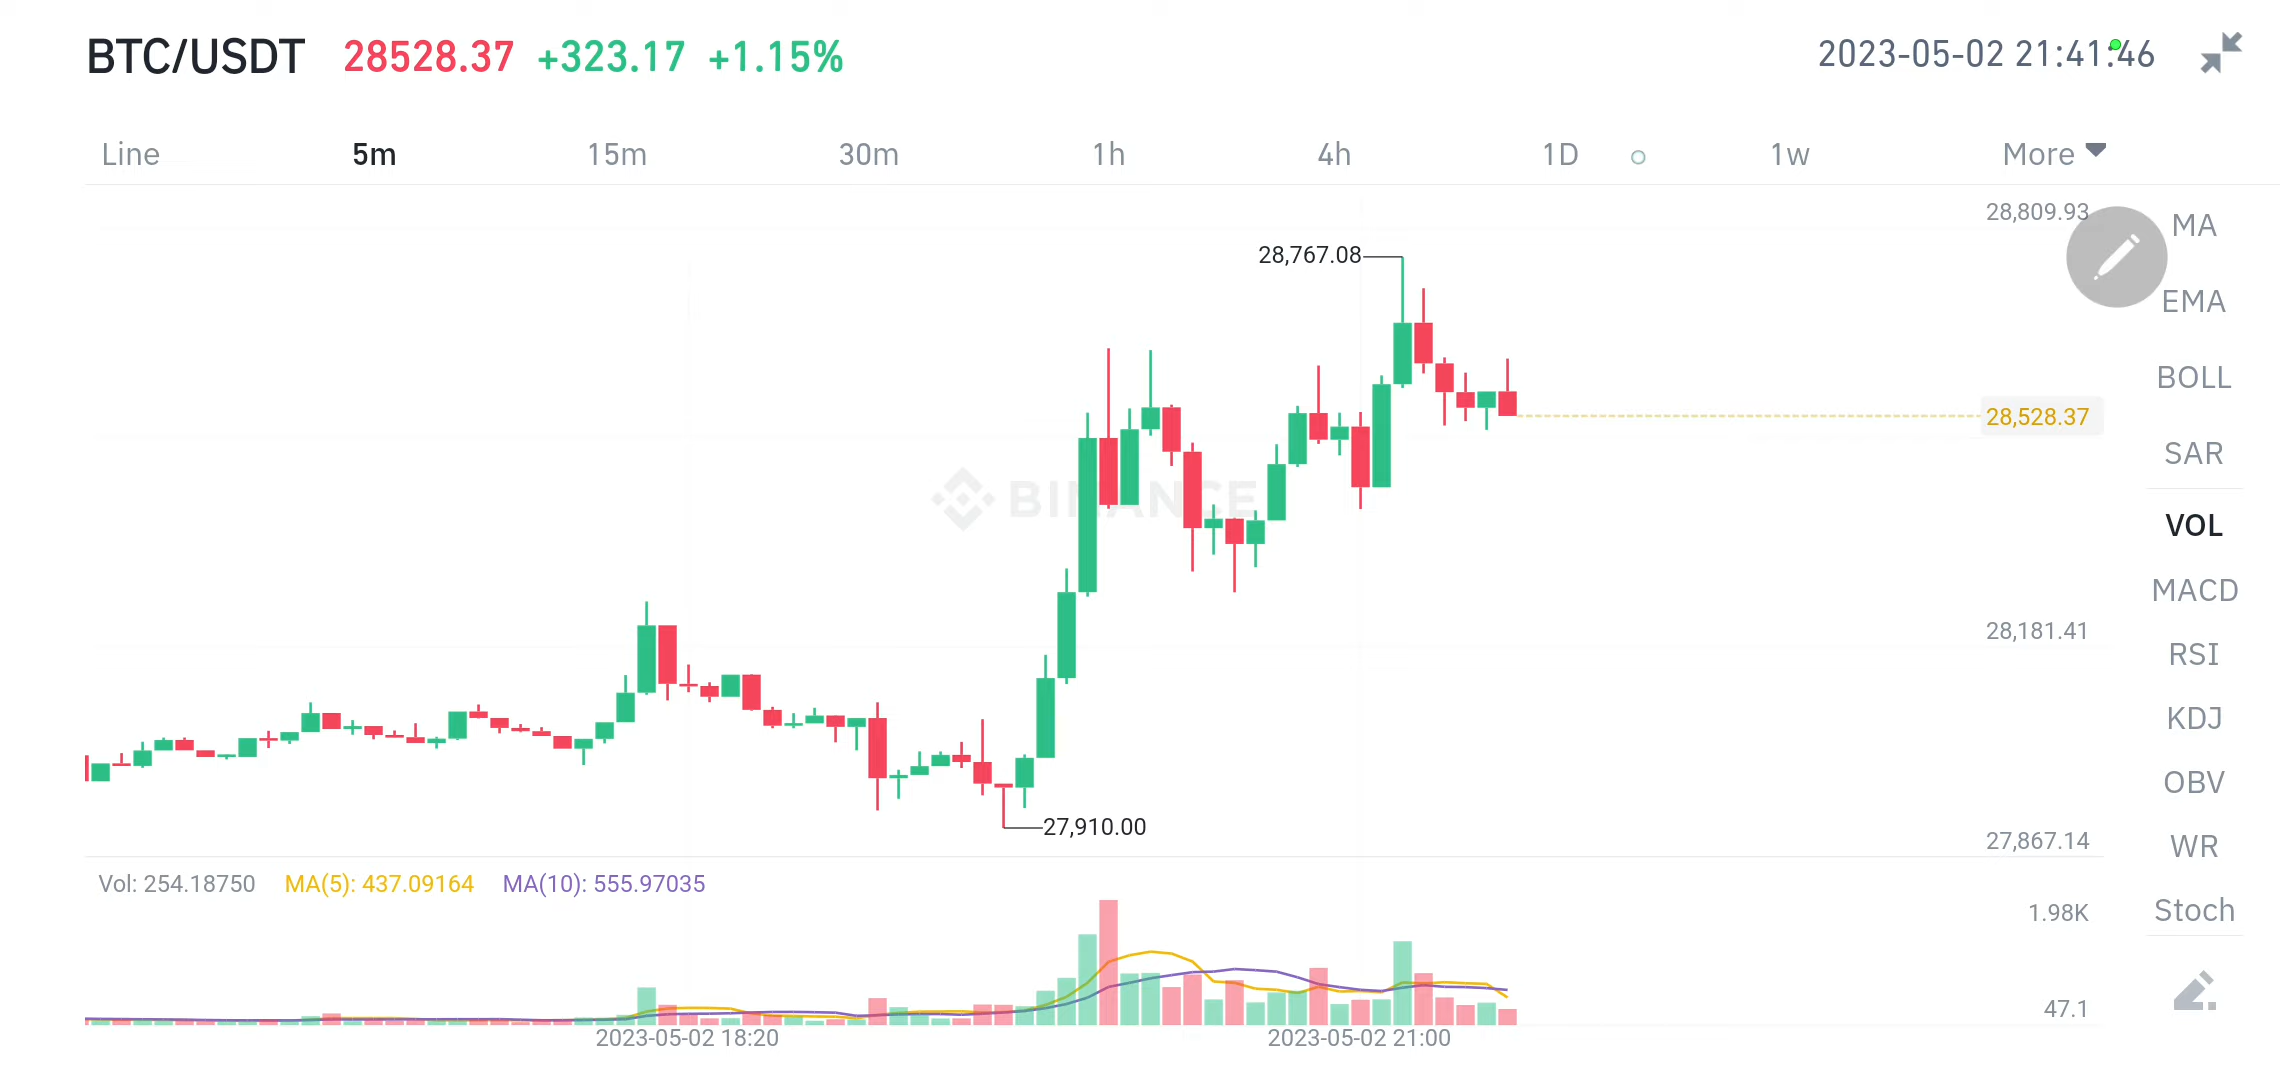 BTC/USDT 28528.37 +323.17 +1.15% 2023-05-02 21:41:46
Line 5m 15m 30m 1h 4h 1D 1w More
28,809.93
MA
28,767.08
EMA
BOLL
28,528.37
SAR
BINANCE
VOL
MACD
28,181.41
RSI
KDJ
OBV
27,910.00
27,867.14
WR
Vol: 254.18750 MA(5): 437.09164 MA(10): 555.97035
1.98K
Stoch
47.1
2023-05-02 18:20 2023-05-02 21:00